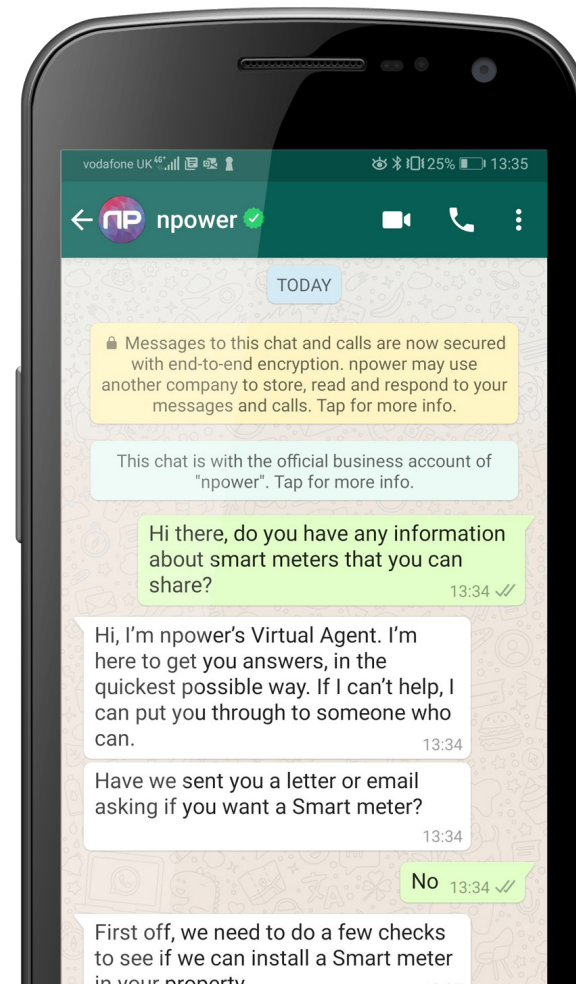 vodafone UK 4G+ 25% 13:35
nP npower
TODAY
Messages to this chat and calls are now secured
with end-to-end encryption. npower may use
another company to store, read and respond to your
messages and calls. Tap for more info.
This chat is with the official business account of
"npower". Tap for more info.
Hi there, do you have any information
about smart meters that you can
share?
13:34
Hi, I’m npower’s Virtual Agent. I’m
here to get you answers, in the
quickest possible way. If I can’t help, I
can put you through to someone who
can.
13:34
Have we sent you a letter or email
asking if you want a Smart meter?
13:34
No 13:34
First off, we need to do a few checks
to see if we can install a Smart meter
in your property